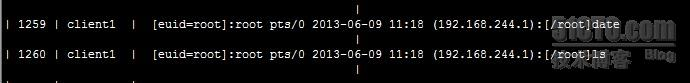 |
| 1259 | client1 | [euid=root]:root pts/0 2013-06-09 11:18 (192.168.244.1):[/root]date
|
| 1260 | client1 | [euid=root]:root pts/0 2013-06-09 11:18 (192.168.244.1):[/root]ls
|
51CTO.com
技术博客 Blog